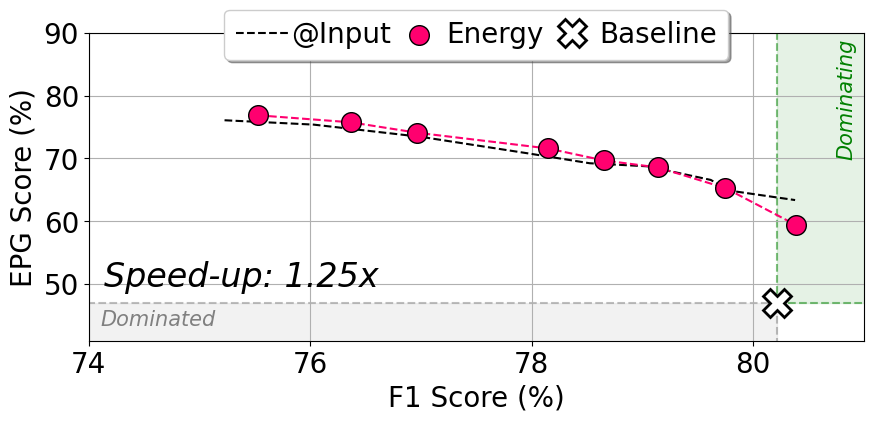 @Input Energy Baseline
90
80
70
60
50
EPG Score (%)
Dominating
Speed-up: 1.25x
Dominated
74 76 78 80
F1 Score (%)